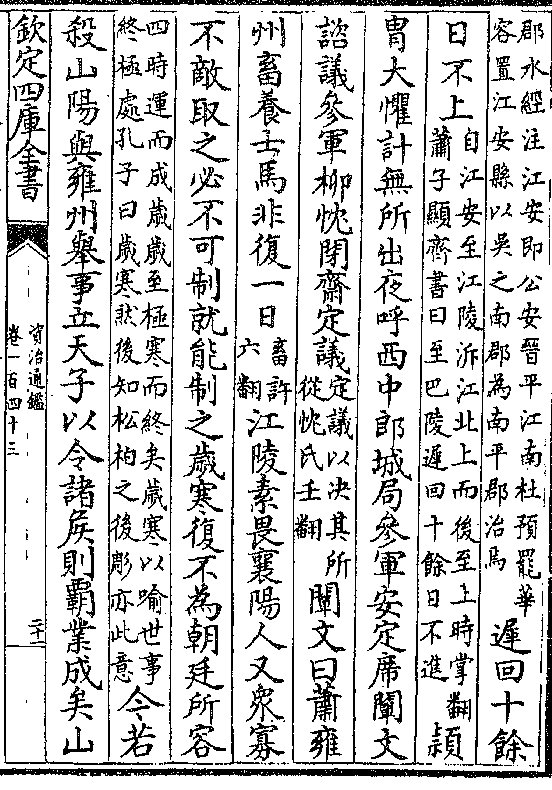 郡水經注江安即公安晉平江南杜預罷華
容置江安縣以吳之南郡為南平郡治焉
遲回十餘
日不上
自江安至江陵泝江北上而後至上時掌翻
蕭子顯齊書曰至巴陵遲回十餘日不進
穎
胄大懼計無所出夜呼西中郎城局參軍安定席闡文
諮議參軍柳忱閉齋定議
定議以決其所
從忱氏壬翻
闡文曰蕭雍
州畜養士馬非復一日
畜許
六翻
江陵素畏襄陽人又衆寡
不敵取之必不可制就能制之歲寒復不為朝廷所容
四時運而成歲歲至極寒而終矣歲寒以喻世事
終極處孔子曰歲寒然後知松柏之後彫亦此意
今若
殺山陽與雍州舉事立天子以令諸侯則霸業成矣山
欽定四庫全書
資治通鑑
卷一百四十三
二十一